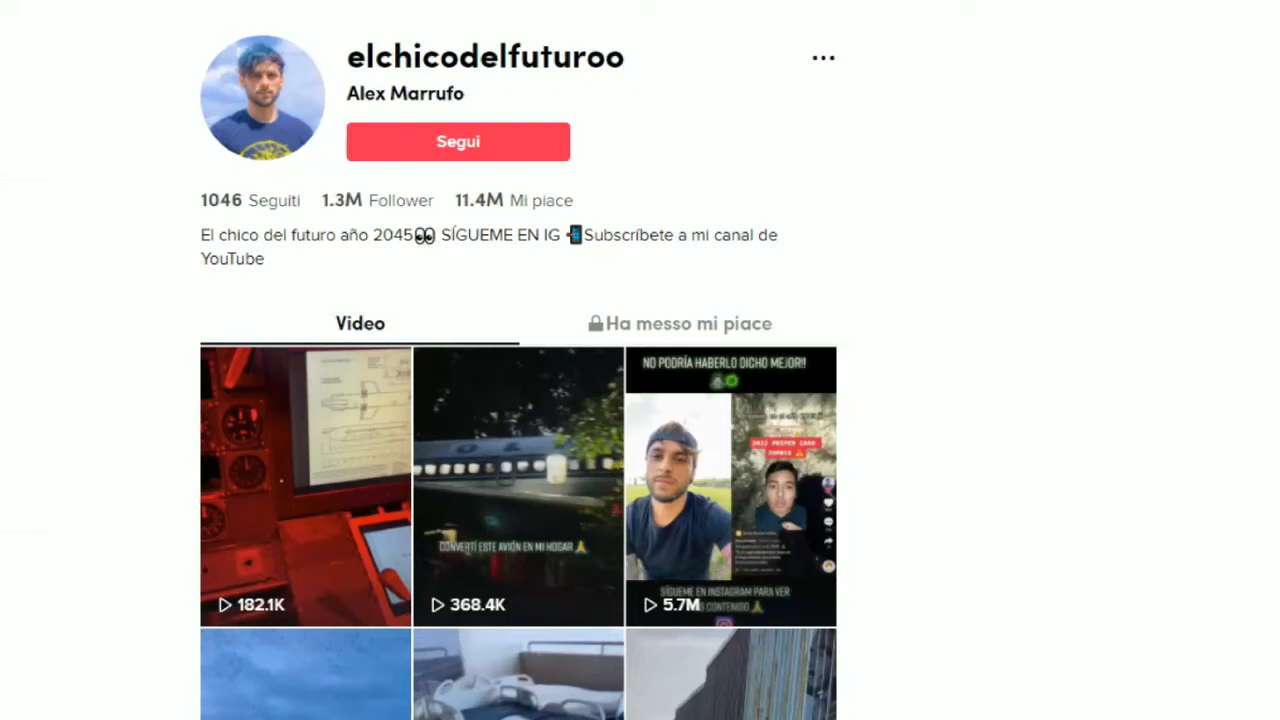 elchicodelfuturoo
Alex Marrufo
Segui
1046 Seguiti 1.3M Follower 11.4M Mi piace
El chico del futuro año 2045👀 SÍGUEME EN IG 📲Subscríbete a mi canal de
YouTube
Video
Ha messo mi piace
182.1K
CONVERTÍ ESTE AVIÓN EN MI HOGAR 🙏
368.4K
NO PODRÍA HABERLO DICHO MEJOR!!
SÍGUEME EN INSTAGRAM PARA VER
CONTENIDO 🙏
5.7M